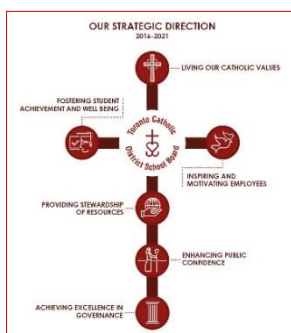 OUR STRATEGIC DIRECTION
2016-2021
LIVING OUR CATHOLIC VALUES
FOSTERING STUDENT
ACHIEVEMENT AND WELL BEING
Toronto Catholic
District School Board
INSPIRING AND
MOTIVATING EMPLOYEES
PROVIDING STEWARDSHIP
OF RESOURCES
ENHANCING PUBLIC
CONFIDENCE
ACHIEVING EXCELLENCE IN
GOVERNANCE